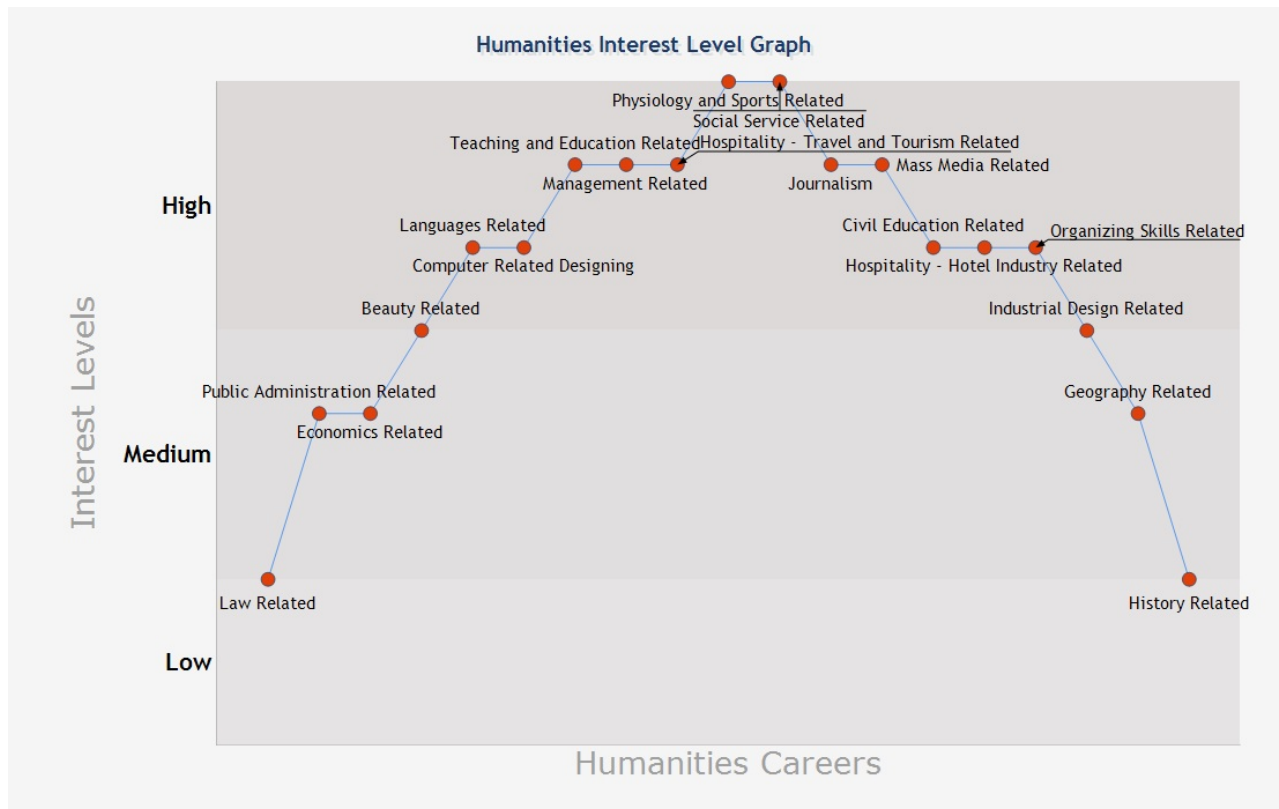 Humanities Interest Level Graph
Physiology and Sports Related
Social Service Related
Teaching and Education Related
Hospitality - Travel and Tourism Related
Management Related
Journalism
Mass Media Related
High
Languages Related
Civil Education Related
Organizing Skills Related
Computer Related Designing
Hospitality - Hotel Industry Related
Beauty Related
Industrial Design Related
Interest Levels
Public Administration Related
Geography Related
Economics Related
Medium
Law Related
History Related
Low
Humanities Careers